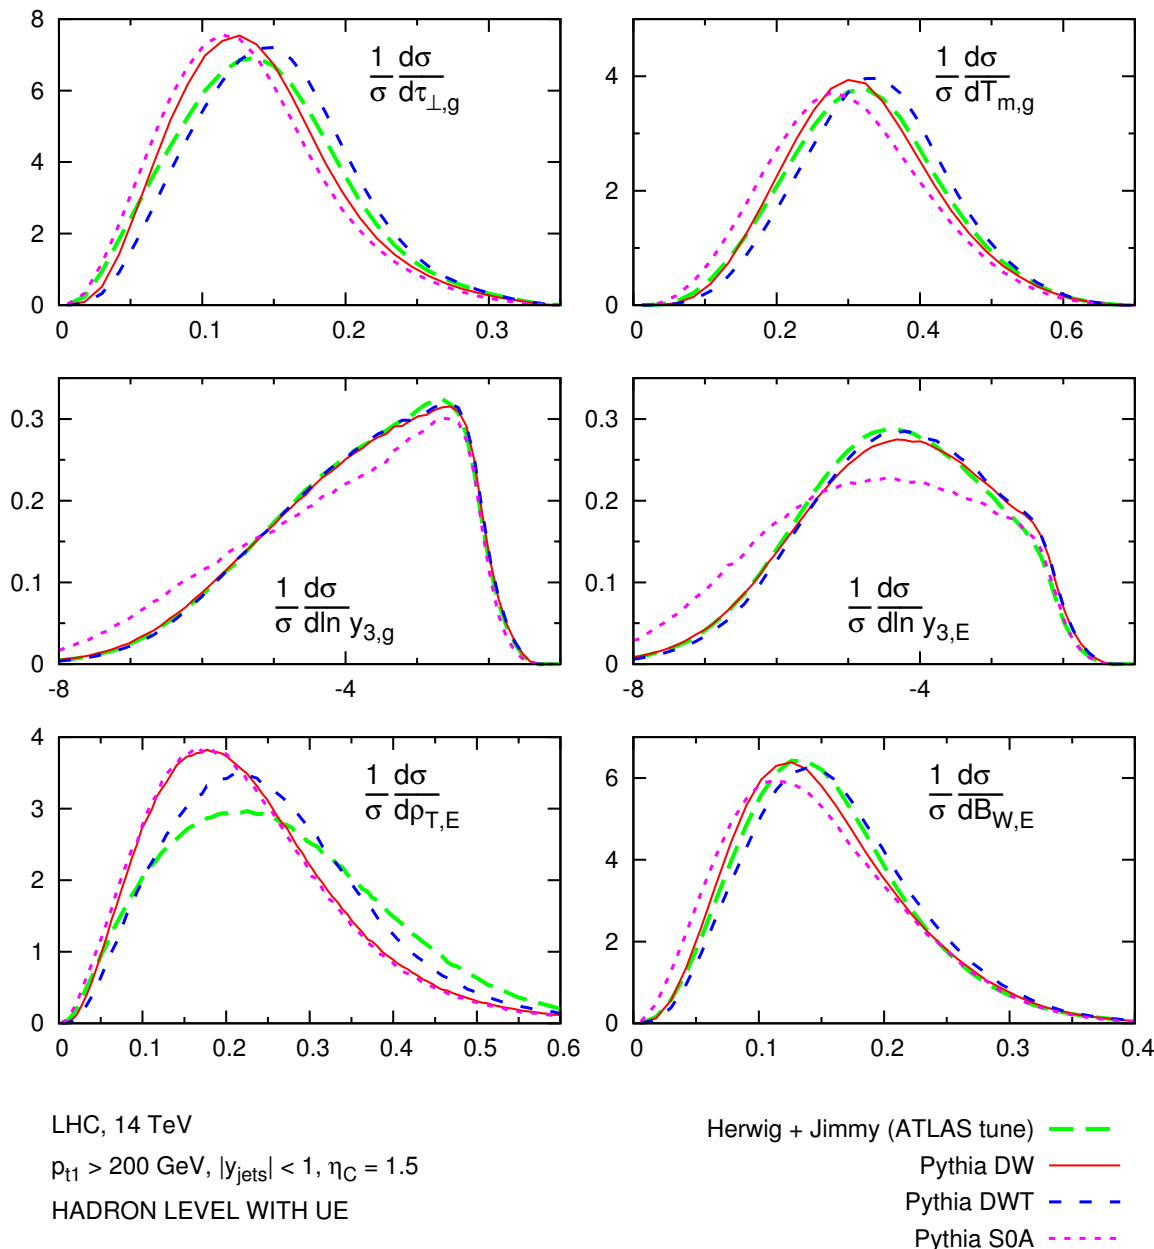 8
6
4
2
0
0 0.1 0.2 0.3
1 dσ
σ dτ⊥,g
4
2
0
0 0.2 0.4 0.6
1 dσ
σ dTm,g
0.3
0.2
0.1
0
-8 -4
1 dσ
σ dln y3,g
0.3
0.2
0.1
0
-8 -4
1 dσ
σ dln y3,E
4
3
2
1
0
0 0.1 0.2 0.3 0.4 0.5 0.6
1 dσ
σ dρT,E
6
4
2
0
0 0.1 0.2 0.3 0.4
1 dσ
σ dBW,E
LHC, 14 TeV
pt1 > 200 GeV, |yjets| < 1, ηC = 1.5
HADRON LEVEL WITH UE
Herwig + Jimmy (ATLAS tune)
Pythia DW
Pythia DWT
Pythia S0A